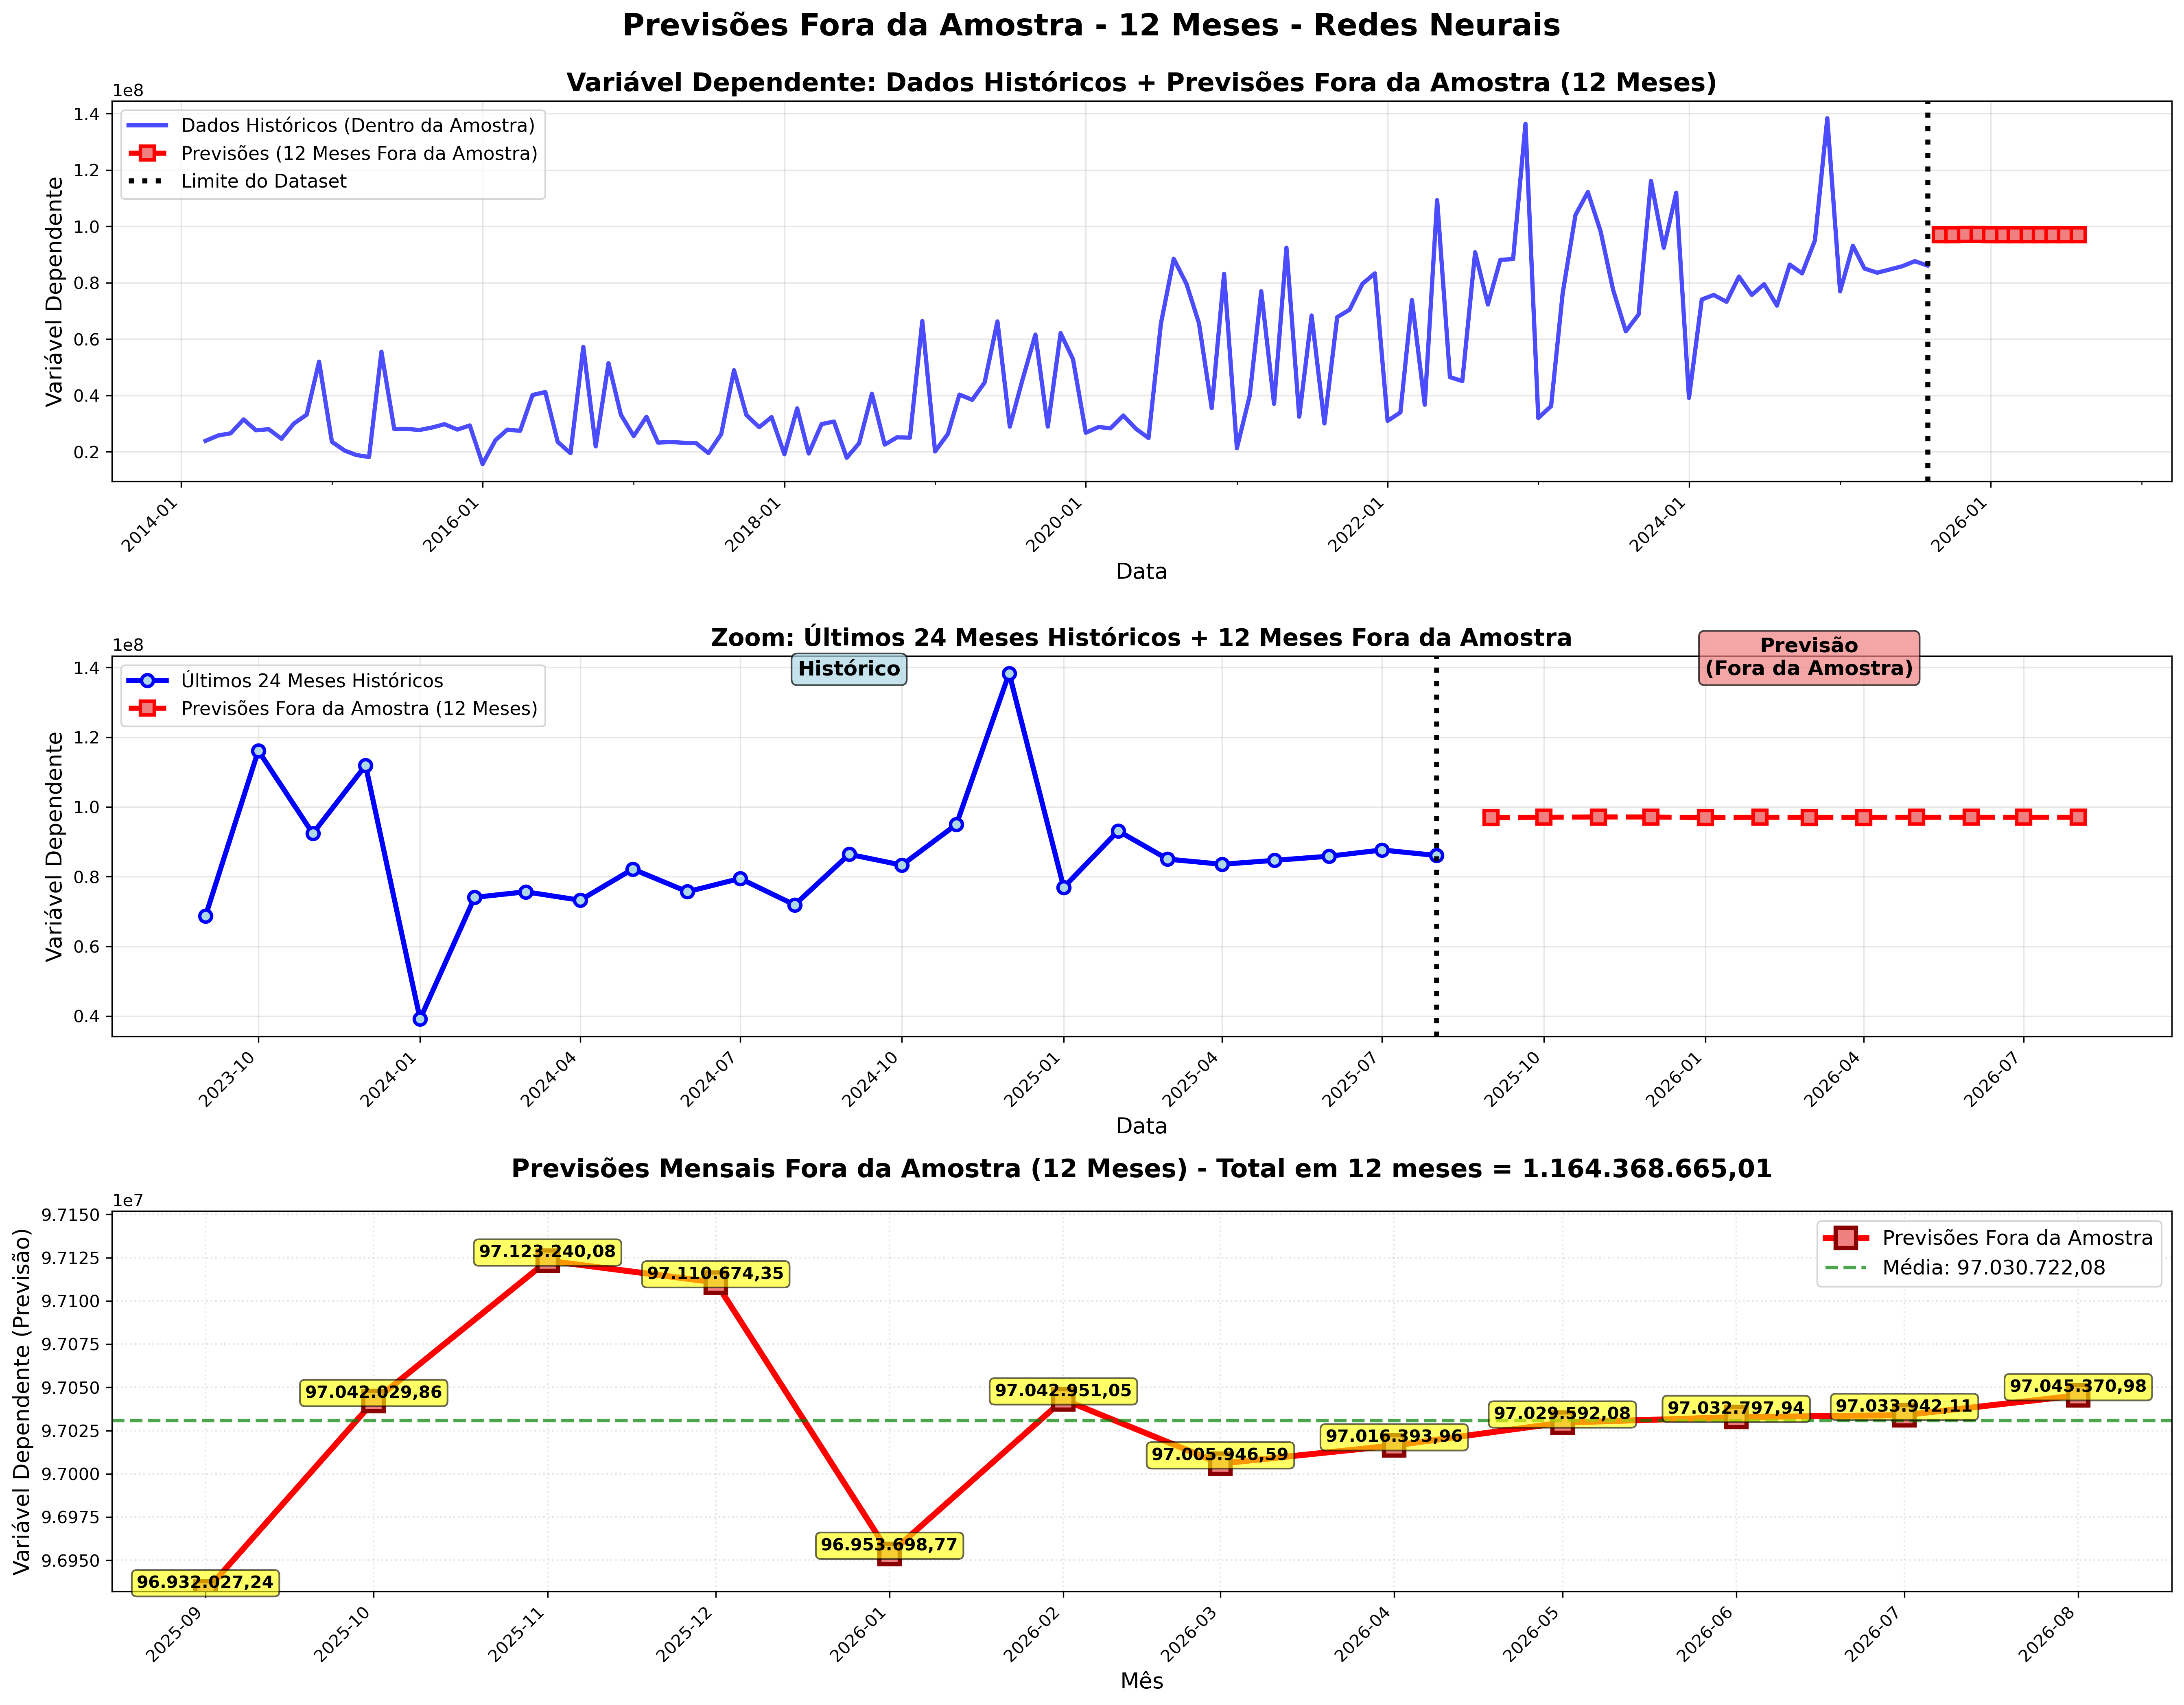 Previsões Fora da Amostra - 12 Meses - Redes Neurais
Variável Dependente: Dados Históricos + Previsões Fora da Amostra (12 Meses)
1e8
Dados Históricos (Dentro da Amostra)
Previsões (12 Meses Fora da Amostra)
Limite do Dataset
Variável Dependente
1.4
1.2
1.0
0.8
0.6
0.4
0.2
2014-01
2016-01
2018-01
2020-01
2022-01
2024-01
2026-01
Data
Zoom: Últimos 24 Meses Históricos + 12 Meses Fora da Amostra
1e8
Últimos 24 Meses Históricos
Previsões Fora da Amostra (12 Meses)
Histórico
Previsão
(Fora da Amostra)
Variável Dependente
1.4
1.2
1.0
0.8
0.6
0.4
2023-10
2024-01
2024-04
2024-07
2024-10
2025-01
2025-04
2025-07
2025-10
2026-01
2026-04
2026-07
Data
Previsões Mensais Fora da Amostra (12 Meses) - Total em 12 meses = 1.164.368.665,01
1e7
Previsões Fora da Amostra
Média: 97.030.722,08
Variável Dependente (Previsão)
9.7150
9.7125
9.7100
9.7075
9.7050
9.7025
9.7000
9.6975
9.6950
96.932.027,24
97.042.029,86
97.123.240,08
97.110.674,35
96.953.698,77
97.042.951,05
97.005.946,59
97.016.393,96
97.029.592,08
97.032.797,94
97.033.942,11
97.045.370,98
2025-09
2025-10
2025-11
2025-12
2026-01
2026-02
2026-03
2026-04
2026-05
2026-06
2026-07
2026-08
Mês